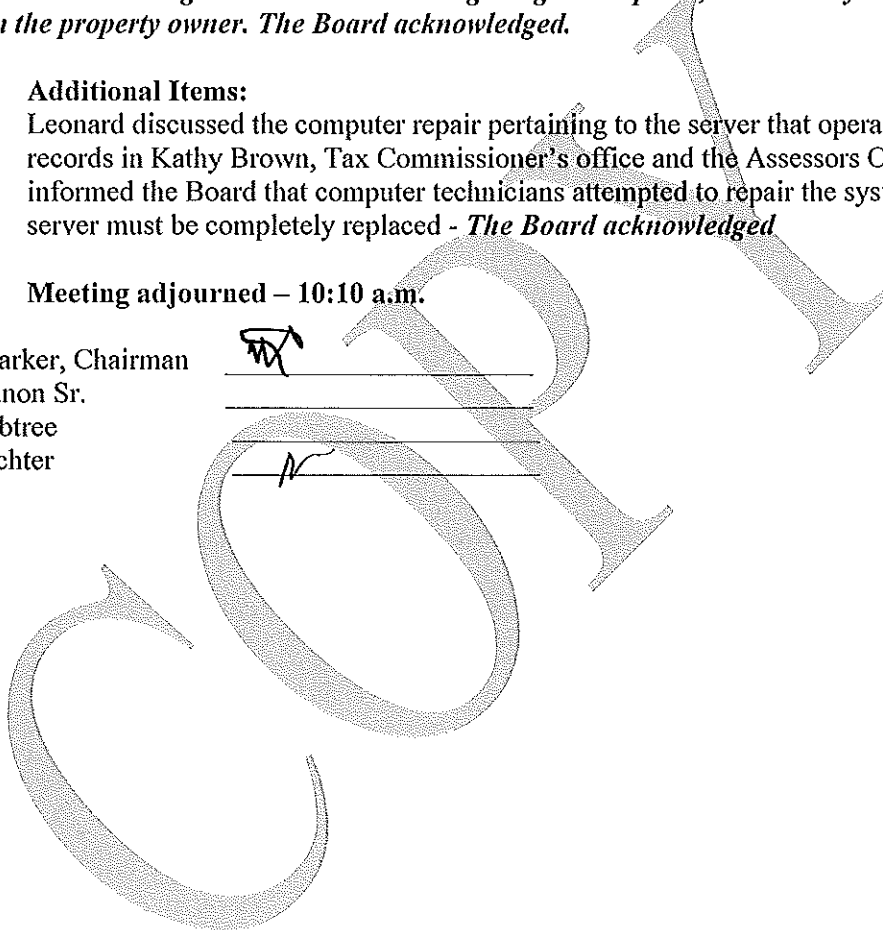 the property owner. The Board acknowledged.
Additional Items:
Leonard discussed the computer repair pertaining to the server that opera
records in Kathy Brown, Tax Commissioner's office and the Assessors O
informed the Board that computer technicians attempted to repair the sys
server must be completely replaced - The Board acknowledged
Meeting adjourned – 10:10 a.m.
arker, Chairman
non Sr.
btree
chter
COPY